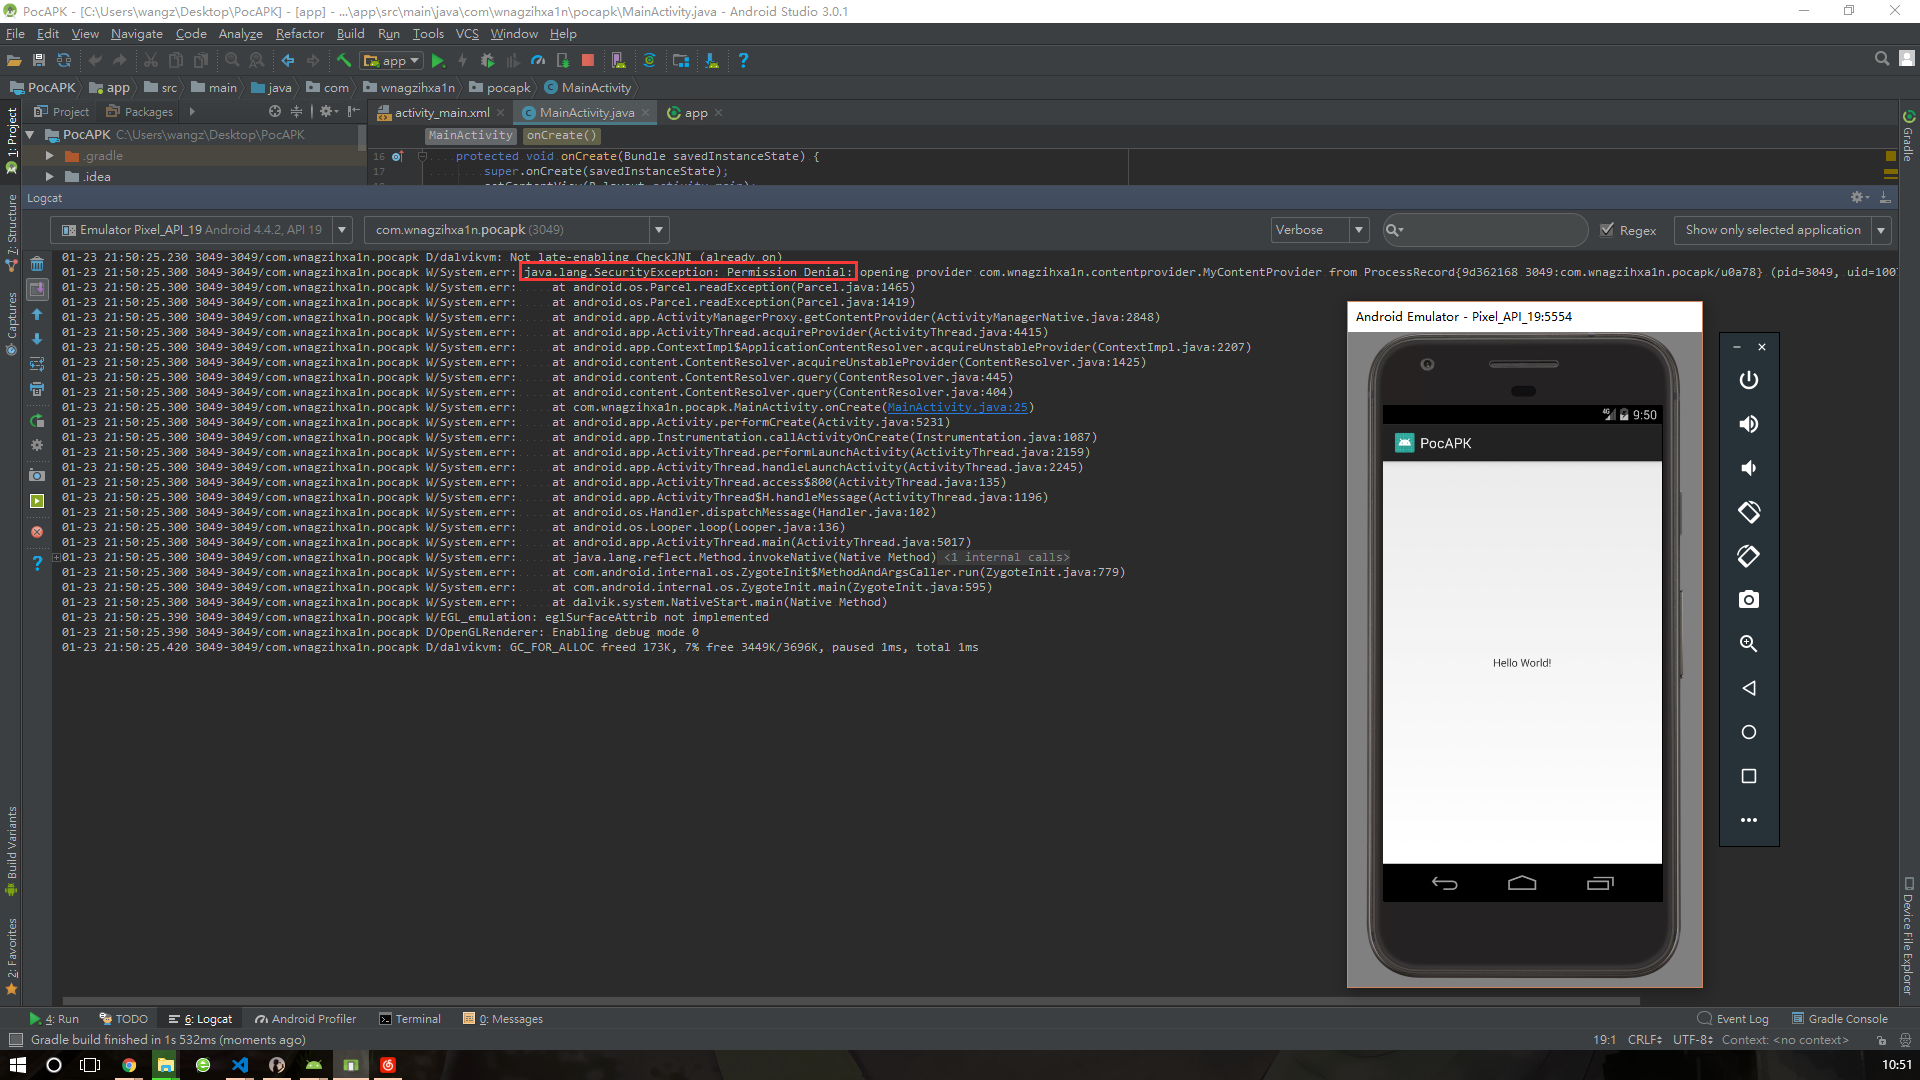 PocAPK - [C:\Users\wangz\Desktop\PocAPK] - [app] - ...\app\src\main\java\com\wnagzihxa1n\pocapk\MainActivity.java - Android Studio 3.0.1
File Edit View Navigate Code Analyze Refactor Build Run Tools VCS Window Help
app
PocAPK app src main java com wnagzihxa1n pocapk MainActivity
Project Packages activity_main.xml MainActivity.java app
PocAPK C:\Users\wangz\Desktop\PocAPK
MainActivity onCreate()
.gradle
.idea
16 protected void onCreate(Bundle savedInstanceState) {
17 super.onCreate(savedInstanceState);
Logcat
Emulator Pixel_API_19 Android 4.4.2, API 19 com.wnagzihxa1n.pocapk (3049) Verbose Regex Show only selected application
01-23 21:50:25.230 3049-3049/com.wnagzihxa1n.pocapk D/dalvikvm: Not late-enabling CheckJNI (already on)
01-23 21:50:25.300 3049-3049/com.wnagzihxa1n.pocapk W/System.err: java.lang.SecurityException: Permission Denial: opening provider com.wnagzihxa1n.contentprovider.MyContentProvider from ProcessRecord{9d362168 3049:com.wnagzihxa1n.pocapk/u0a78} (pid=3049, uid=1007
01-23 21:50:25.300 3049-3049/com.wnagzihxa1n.pocapk W/System.err: at android.os.Parcel.readException(Parcel.java:1465)
01-23 21:50:25.300 3049-3049/com.wnagzihxa1n.pocapk W/System.err: at android.os.Parcel.readException(Parcel.java:1419)
01-23 21:50:25.300 3049-3049/com.wnagzihxa1n.pocapk W/System.err: at android.app.ActivityManagerProxy.getContentProvider(ActivityManagerNative.java:2848)
01-23 21:50:25.300 3049-3049/com.wnagzihxa1n.pocapk W/System.err: at android.app.ActivityThread.acquireProvider(ActivityThread.java:4415)
01-23 21:50:25.300 3049-3049/com.wnagzihxa1n.pocapk W/System.err: at android.app.ContextImpl$ApplicationContentResolver.acquireUnstableProvider(ContextImpl.java:2207)
01-23 21:50:25.300 3049-3049/com.wnagzihxa1n.pocapk W/System.err: at android.content.ContentResolver.acquireUnstableProvider(ContentResolver.java:1425)
01-23 21:50:25.300 3049-3049/com.wnagzihxa1n.pocapk W/System.err: at android.content.ContentResolver.query(ContentResolver.java:445)
01-23 21:50:25.300 3049-3049/com.wnagzihxa1n.pocapk W/System.err: at android.content.ContentResolver.query(ContentResolver.java:404)
01-23 21:50:25.300 3049-3049/com.wnagzihxa1n.pocapk W/System.err: at com.wnagzihxa1n.pocapk.MainActivity.onCreate(MainActivity.java:25)
01-23 21:50:25.300 3049-3049/com.wnagzihxa1n.pocapk W/System.err: at android.app.Activity.performCreate(Activity.java:5231)
01-23 21:50:25.300 3049-3049/com.wnagzihxa1n.pocapk W/System.err: at android.app.Instrumentation.callActivityOnCreate(Instrumentation.java:1087)
01-23 21:50:25.300 3049-3049/com.wnagzihxa1n.pocapk W/System.err: at android.app.ActivityThread.performLaunchActivity(ActivityThread.java:2159)
01-23 21:50:25.300 3049-3049/com.wnagzihxa1n.pocapk W/System.err: at android.app.ActivityThread.handleLaunchActivity(ActivityThread.java:2245)
01-23 21:50:25.300 3049-3049/com.wnagzihxa1n.pocapk W/System.err: at android.app.ActivityThread.access$800(ActivityThread.java:135)
01-23 21:50:25.300 3049-3049/com.wnagzihxa1n.pocapk W/System.err: at android.app.ActivityThread$H.handleMessage(ActivityThread.java:1196)
01-23 21:50:25.300 3049-3049/com.wnagzihxa1n.pocapk W/System.err: at android.os.Handler.dispatchMessage(Handler.java:102)
01-23 21:50:25.300 3049-3049/com.wnagzihxa1n.pocapk W/System.err: at android.os.Looper.loop(Looper.java:136)
01-23 21:50:25.300 3049-3049/com.wnagzihxa1n.pocapk W/System.err: at android.app.ActivityThread.main(ActivityThread.java:5017)
01-23 21:50:25.300 3049-3049/com.wnagzihxa1n.pocapk W/System.err: at java.lang.reflect.Method.invokeNative(Native Method) <1 internal calls>
01-23 21:50:25.300 3049-3049/com.wnagzihxa1n.pocapk W/System.err: at com.android.internal.os.ZygoteInit$MethodAndArgsCaller.run(ZygoteInit.java:779)
01-23 21:50:25.300 3049-3049/com.wnagzihxa1n.pocapk W/System.err: at com.android.internal.os.ZygoteInit.main(ZygoteInit.java:595)
01-23 21:50:25.300 3049-3049/com.wnagzihxa1n.pocapk W/System.err: at dalvik.system.NativeStart.main(Native Method)
01-23 21:50:25.390 3049-3049/com.wnagzihxa1n.pocapk W/EGL_emulation: eglSurfaceAttrib not implemented
01-23 21:50:25.390 3049-3049/com.wnagzihxa1n.pocapk D/OpenGLRenderer: Enabling debug mode 0
01-23 21:50:25.420 3049-3049/com.wnagzihxa1n.pocapk D/dalvikvm: GC_FOR_ALLOC freed 173K, 7% free 3449K/3696K, paused 1ms, total 1ms
Android Emulator - Pixel_API_19:5554
4G 9:50
PocAPK
Hello World!
1: Project
7: Structure
Captures
Build Variants
2: Favorites
Gradle
Device File Explorer
4: Run TODO 6: Logcat Android Profiler Terminal 0: Messages Event Log Gradle Console
Gradle build finished in 1s 532ms (moments ago) 19:1 CRLF UTF-8 Context: <no context>
10:51